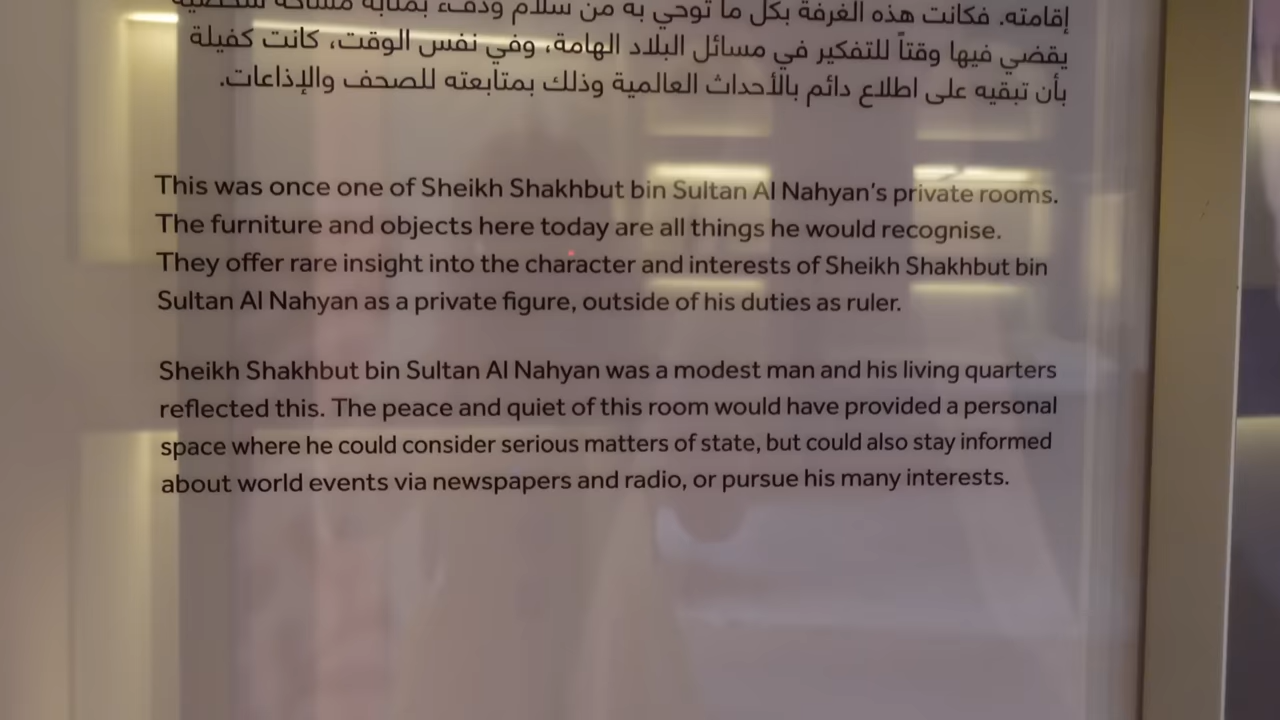 إقامته. فكانت هذه الغرفة بكل ما توحي به من سلام ودفء بمثابة مساحة شخصية
يقضي فيها وقتاً للتفكير في مسائل البلاد الهامة، وفي نفس الوقت، كانت كفيلة
بأن تبقيه على اطلاع دائم بالأحداث العالمية وذلك بمتابعته للصحف والإذاعات.
This was once one of Sheikh Shakhbut bin Sultan Al Nahyan's private rooms.
The furniture and objects here today are all things he would recognise.
They offer rare insight into the character and interests of Sheikh Shakhbut bin
Sultan Al Nahyan as a private figure, outside of his duties as ruler.
Sheikh Shakhbut bin Sultan Al Nahyan was a modest man and his living quarters
reflected this. The peace and quiet of this room would have provided a personal
space where he could consider serious matters of state, but could also stay informed
about world events via newspapers and radio, or pursue his many interests.